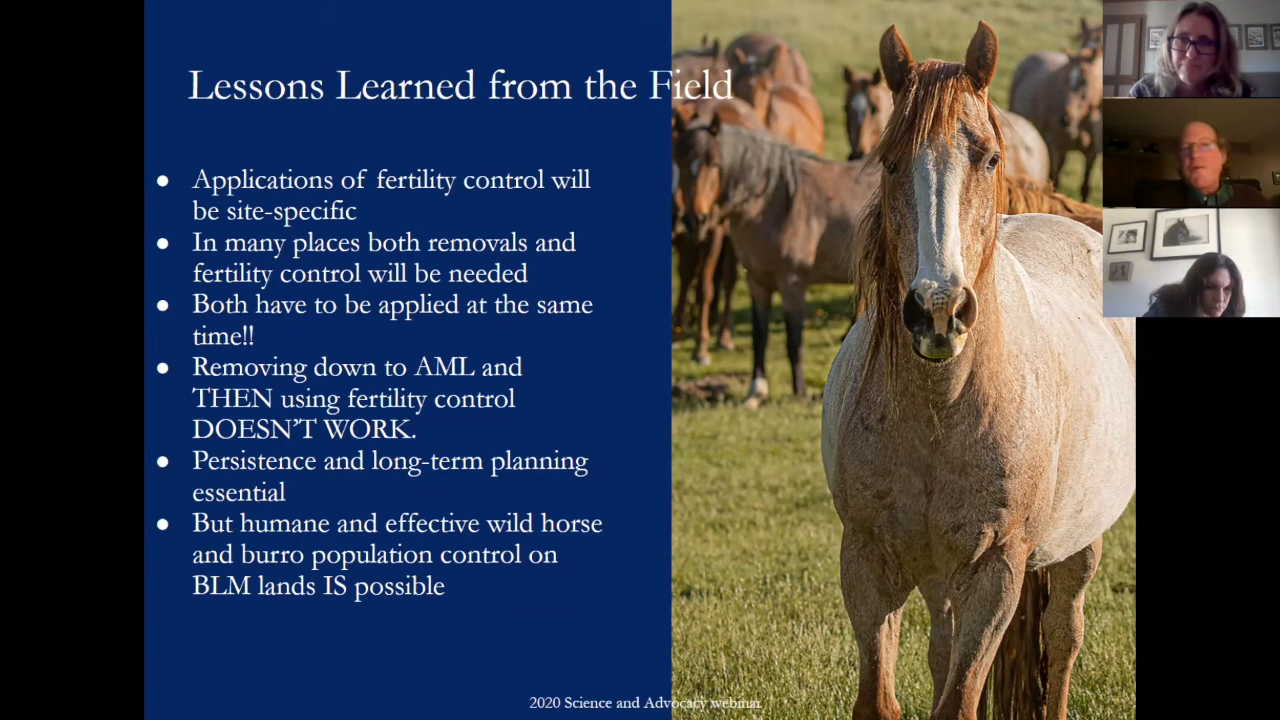 Lessons Learned from the Field
● Applications of fertility control will
be site-specific
● In many places both removals and
fertility control will be needed
● Both have to be applied at the same
time!!
● Removing down to AML and
THEN using fertility control
DOESN’T WORK.
● Persistence and long-term planning
essential
● But humane and effective wild horse
and burro population control on
BLM lands IS possible
2020 Science and Advocacy webinar